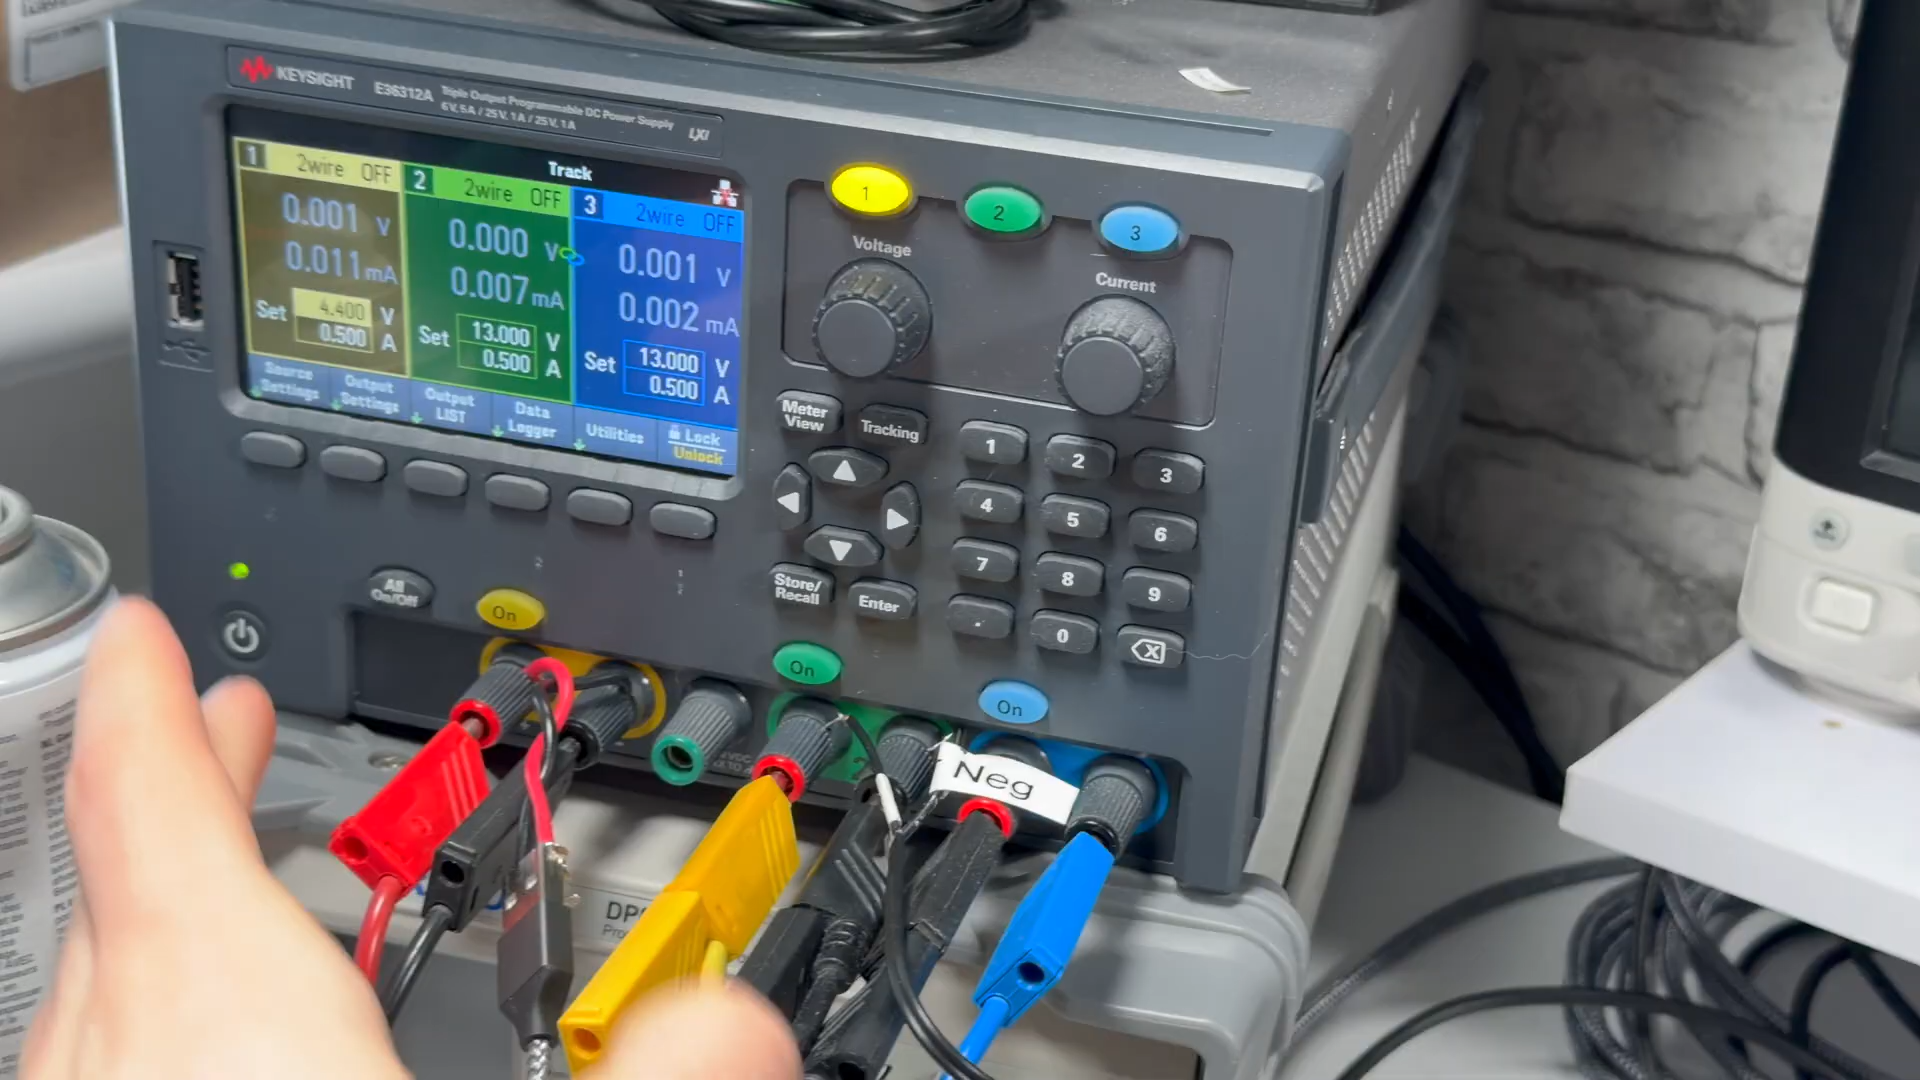 KEYSIGHT E36312A Triple Output Programmable DC Power Supply
6V, 5A / 25V, 1A / 25V, 1A
LXI
Track
1 2wire OFF
0.001 V
0.011 mA
Set 4.400 V
0.500 A
2 2wire OFF
0.000 V
0.007 mA
Set 13.000 V
0.500 A
3 2wire OFF
0.001 V
0.002 mA
Set 13.000 V
0.500 A
Source Settings
Output Settings
Output LIST
Data Logger
Utilities
Lock
Unlock
1
2
3
Voltage
Current
Meter View
Tracking
1 2 3
4 5 6
7 8 9
. 0
Store/ Recall
Enter
All On/Off
On
On
On
Neg